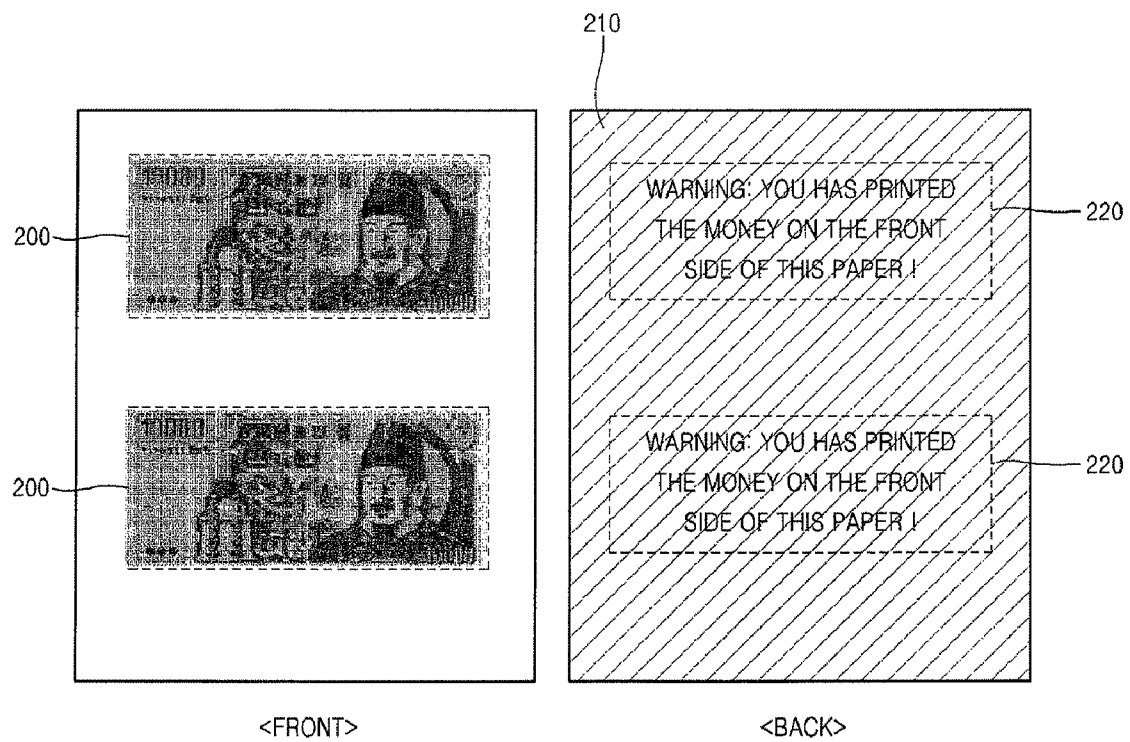 210
WARNING: YOU HAS PRINTED
THE MONEY ON THE FRONT
SIDE OF THIS PAPER !
220
200
WARNING: YOU HAS PRINTED
THE MONEY ON THE FRONT
SIDE OF THIS PAPER !
220
200
<FRONT>
<BACK>